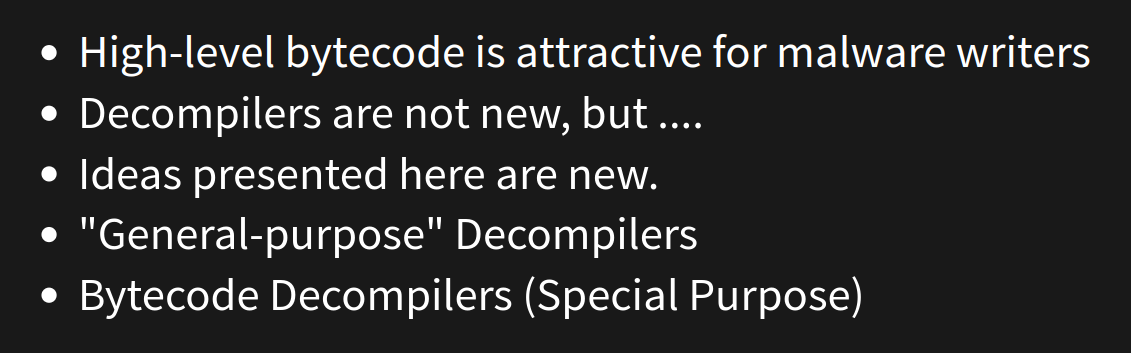 • High-level bytecode is attractive for malware writers
• Decompilers are not new, but ....
• Ideas presented here are new.
• "General-purpose" Decompilers
• Bytecode Decompilers (Special Purpose)